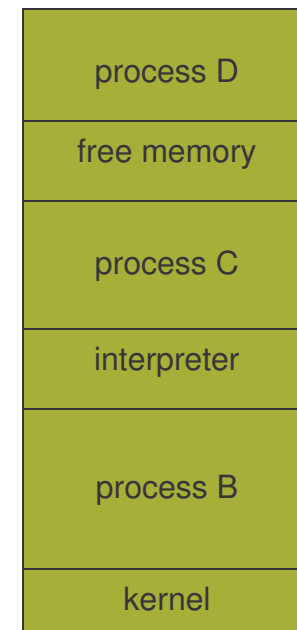 process D
free memory
process C
interpreter
process B
kernel